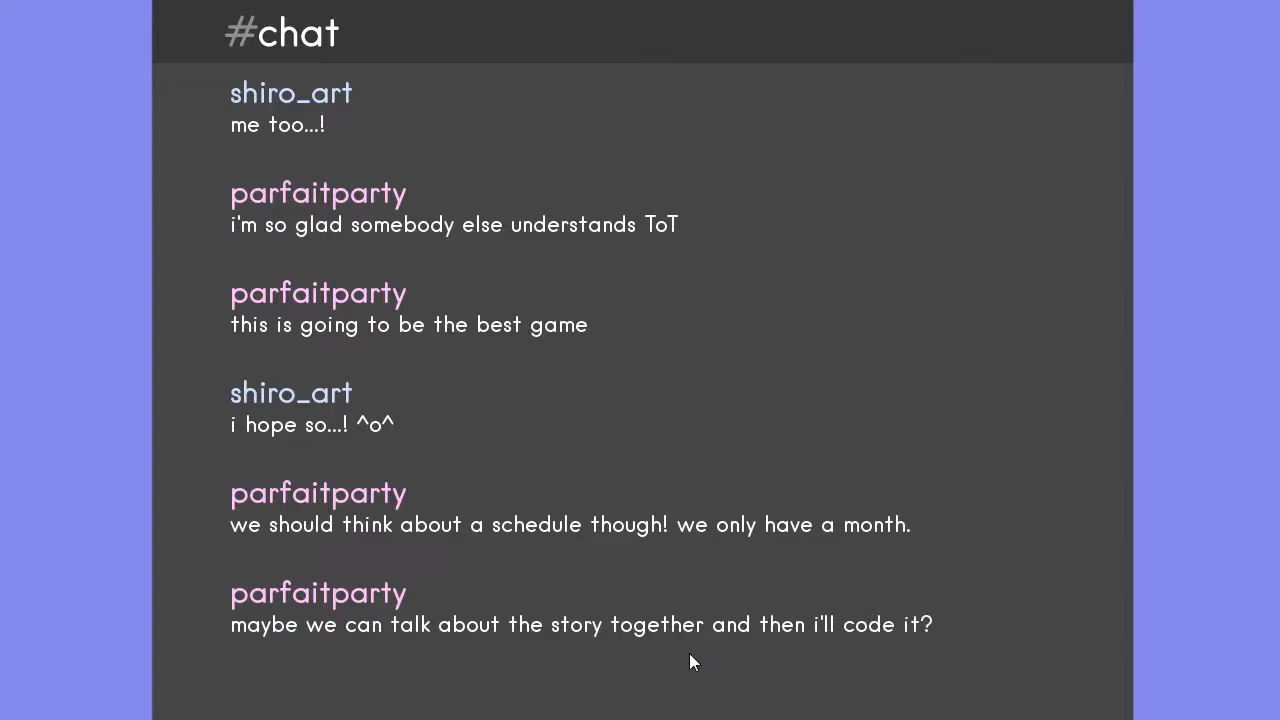 #chat
shiro_art
me too...!
parfaitparty
i'm so glad somebody else understands ToT
parfaitparty
this is going to be the best game
shiro_art
i hope so...! ^o^
parfaitparty
we should think about a schedule though! we only have a month.
parfaitparty
maybe we can talk about the story together and then i'll code it?